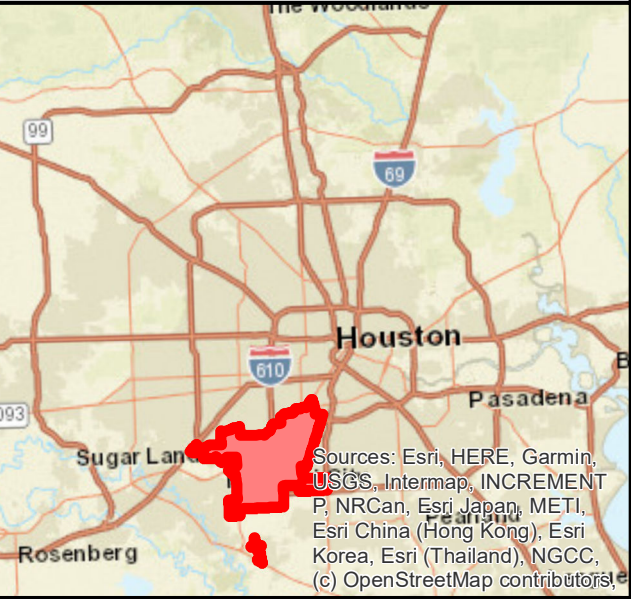 The Woodlands
99
69
Houston
610
093
Pasadena
Sugar Land
Sources: Esri, HERE, Garmin,
USGS, Intermap, INCREMENT
P, NRCan, Esri Japan, METI,
Pearland
Esri China (Hong Kong), Esri
Rosenberg
Korea, Esri (Thailand), NGCC,
(c) OpenStreetMap contributors,